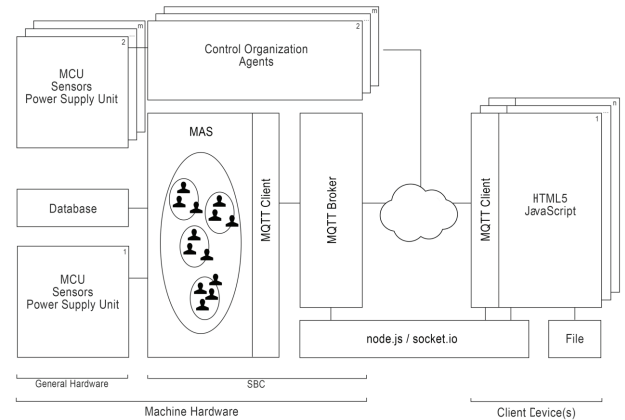 m
...
2
MCU
Sensors
Power Supply Unit
m
...
2
Control Organization
Agents
MAS
MQTT Client
MQTT Broker
MQTT Client
n
...
1
HTML5
JavaScript
Database
1
MCU
Sensors
Power Supply Unit
node.js / socket.io
File
General Hardware
SBC
Machine Hardware
Client Device(s)